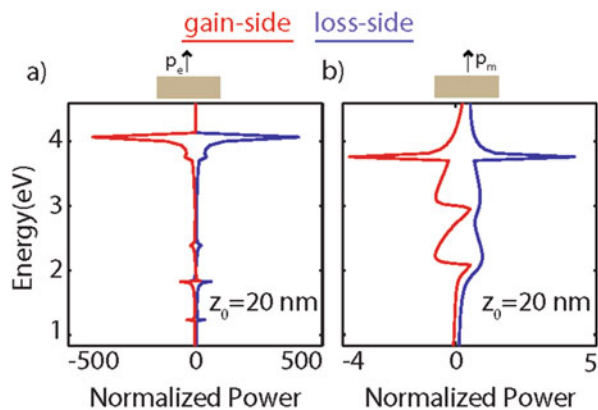 gain-side loss-side
a) pe b) pm
4
3
2
1
Energy(eV)
z0=20 nm z0=20 nm
-500 0 500 -4 0 5
Normalized Power Normalized Power